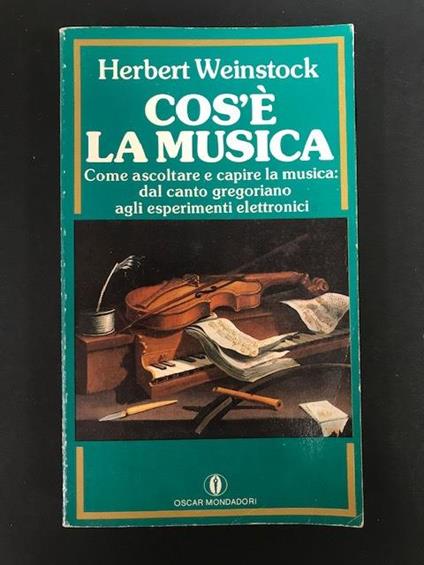 Herbert Weinstock
COS'È
LA MUSICA
Come ascoltare e capire la musica:
dal canto gregoriano
agli esperimenti elettronici
OSCAR MONDADORI